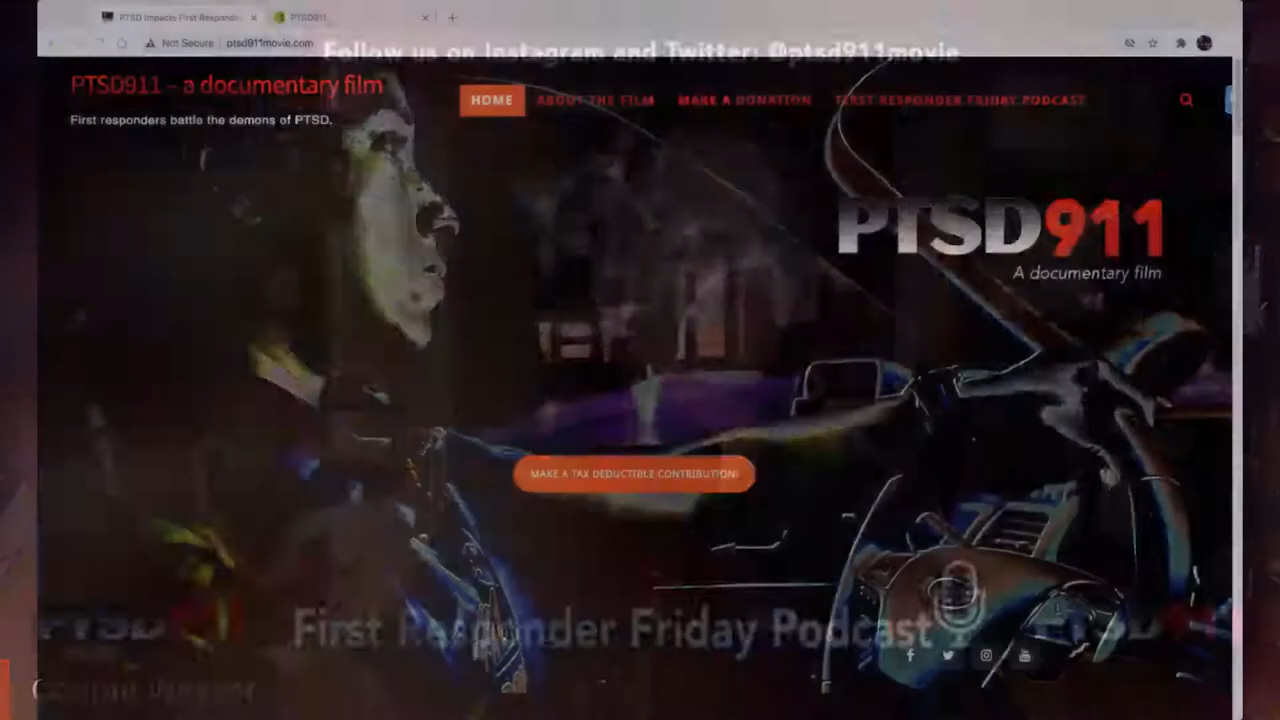 PTSD Impacts First Responde
PTSD911
Not Secure
ptsd911movie.com
Follow us on Instagram and Twitter: @ptsd911movie
PTSD911 – a documentary film
First responders battle the demons of PTSD.
HOME
ABOUT THE FILM
MAKE A DONATION
FIRST RESPONDER FRIDAY PODCAST
PTSD911
A documentary film
MAKE A TAX DEDUCTIBLE CONTRIBUTION!
First Responder Friday Podcast
PTSD